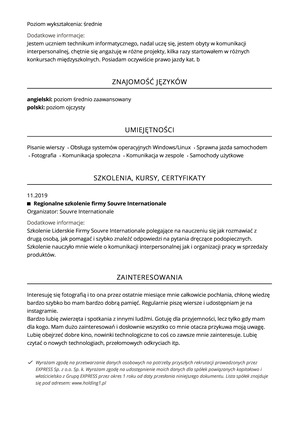 Poziom wykształcenia: średnie
Dodatkowe informacje:
Jestem uczniem technikum informatycznego, nadal uczę się, jestem obyty w komunikacji
interpersonalnej, chętnie się angażuję w różne projekty, kilka razy startowałem w różnych
konkursach międzyszkolnych. Posiadam oczywiście prawo jazdy kat. b
ZNAJOMOŚĆ JĘZYKÓW
angielski: poziom średnio zaawansowany
polski: poziom ojczysty
UMIEJĘTNOŚCI
Pisanie wierszy • Obsługa systemów operacyjnych Windows/Linux • Sprawna jazda samochodem
• Fotografia • Komunikacja społeczna • Komunikacja w zespole • Samochody użytkowe
SZKOLENIA, KURSY, CERTYFIKATY
11.2019
■ Regionalne szkolenie firmy Souvre Internationale
Organizator: Souvre Internationale
Dodatkowe informacje:
Szkolenie Liderskie Firmy Souvre Internationale polegające na nauczeniu się jak rozmawiać z
drugą osobą, jak pomagać i szybko znaleźć odpowiedzi na pytania dręczące podopiecznych.
Szkolenie nauczyło mnie wiele o komunikacji interpersonalnej jak i organizacji pracy w sprzedaży
produktów.
ZAINTERESOWANIA
Interesuję się fotografią i to ona przez ostatnie miesiące mnie całkowicie pochłania, chłonę wiedzę
bardzo szybko bo mam bardzo dobrą pamięć. Regularnie piszę wiersze i udostępniam je na
instagramie.
Bardzo lubię zwierzęta i spotkania z innymi ludźmi. Gotuję dla przyjemności, lecz tylko gdy mam
dla kogo. Mam dużo zainteresowań i dosłownie wszystko co mnie otacza przykuwa moją uwagę.
Lubię obejrzeć dobre kino, nowinki technologiczne to coś co zawsze mnie zainteresuje. Lubię
czytać o nowych technologiach, przełomowych odkryciach itp.
✓ Wyrażam zgodę na przetwarzanie danych osobowych na potrzeby przyszłych rekrutacji prowadzonych przez
EXPRESS Sp. z o.o. Sp. k. Wyrażam zgodę na udostępnienie moich danych dla spółek powiązanych kapitałowo i
właścicielsko z Grupą EXPRESS przez okres 1 roku od daty przesłania niniejszego dokumentu. Lista spółek znajduje
się pod adresem: www.holding1.pl